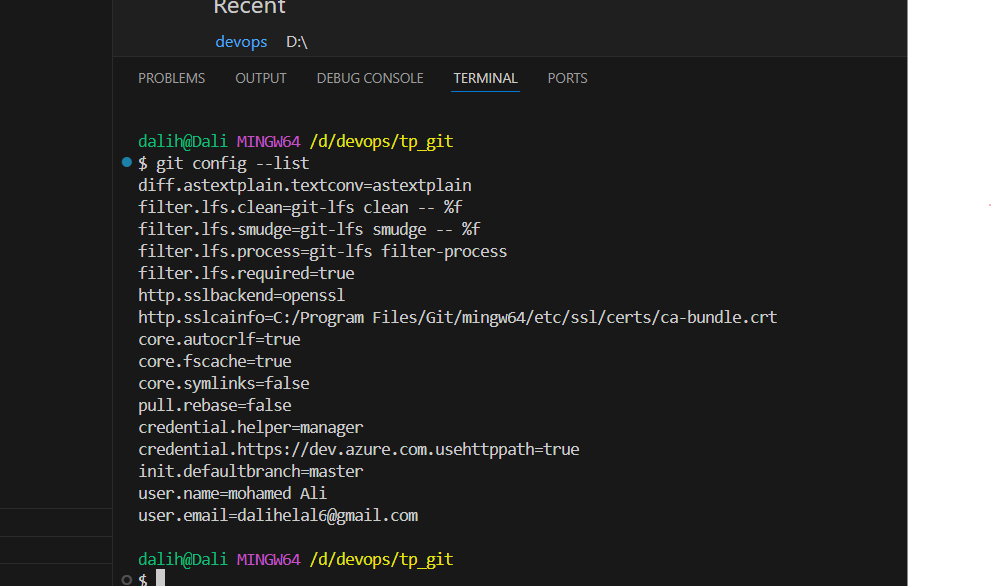 Recent
devops D:\
PROBLEMS OUTPUT DEBUG CONSOLE TERMINAL PORTS
dalih@Dali MINGW64 /d/devops/tp_git
$ git config --list
diff.astextplain.textconv=astextplain
filter.lfs.clean=git-lfs clean -- %f
filter.lfs.smudge=git-lfs smudge -- %f
filter.lfs.process=git-lfs filter-process
filter.lfs.required=true
http.sslbackend=openssl
http.sslcainfo=C:/Program Files/Git/mingw64/etc/ssl/certs/ca-bundle.crt
core.autocrlf=true
core.fscache=true
core.symlinks=false
pull.rebase=false
credential.helper=manager
credential.https://dev.azure.com.usehttppath=true
init.defaultbranch=master
user.name=mohamed Ali
user.email=dalihelal6@gmail.com
dalih@Dali MINGW64 /d/devops/tp_git
$